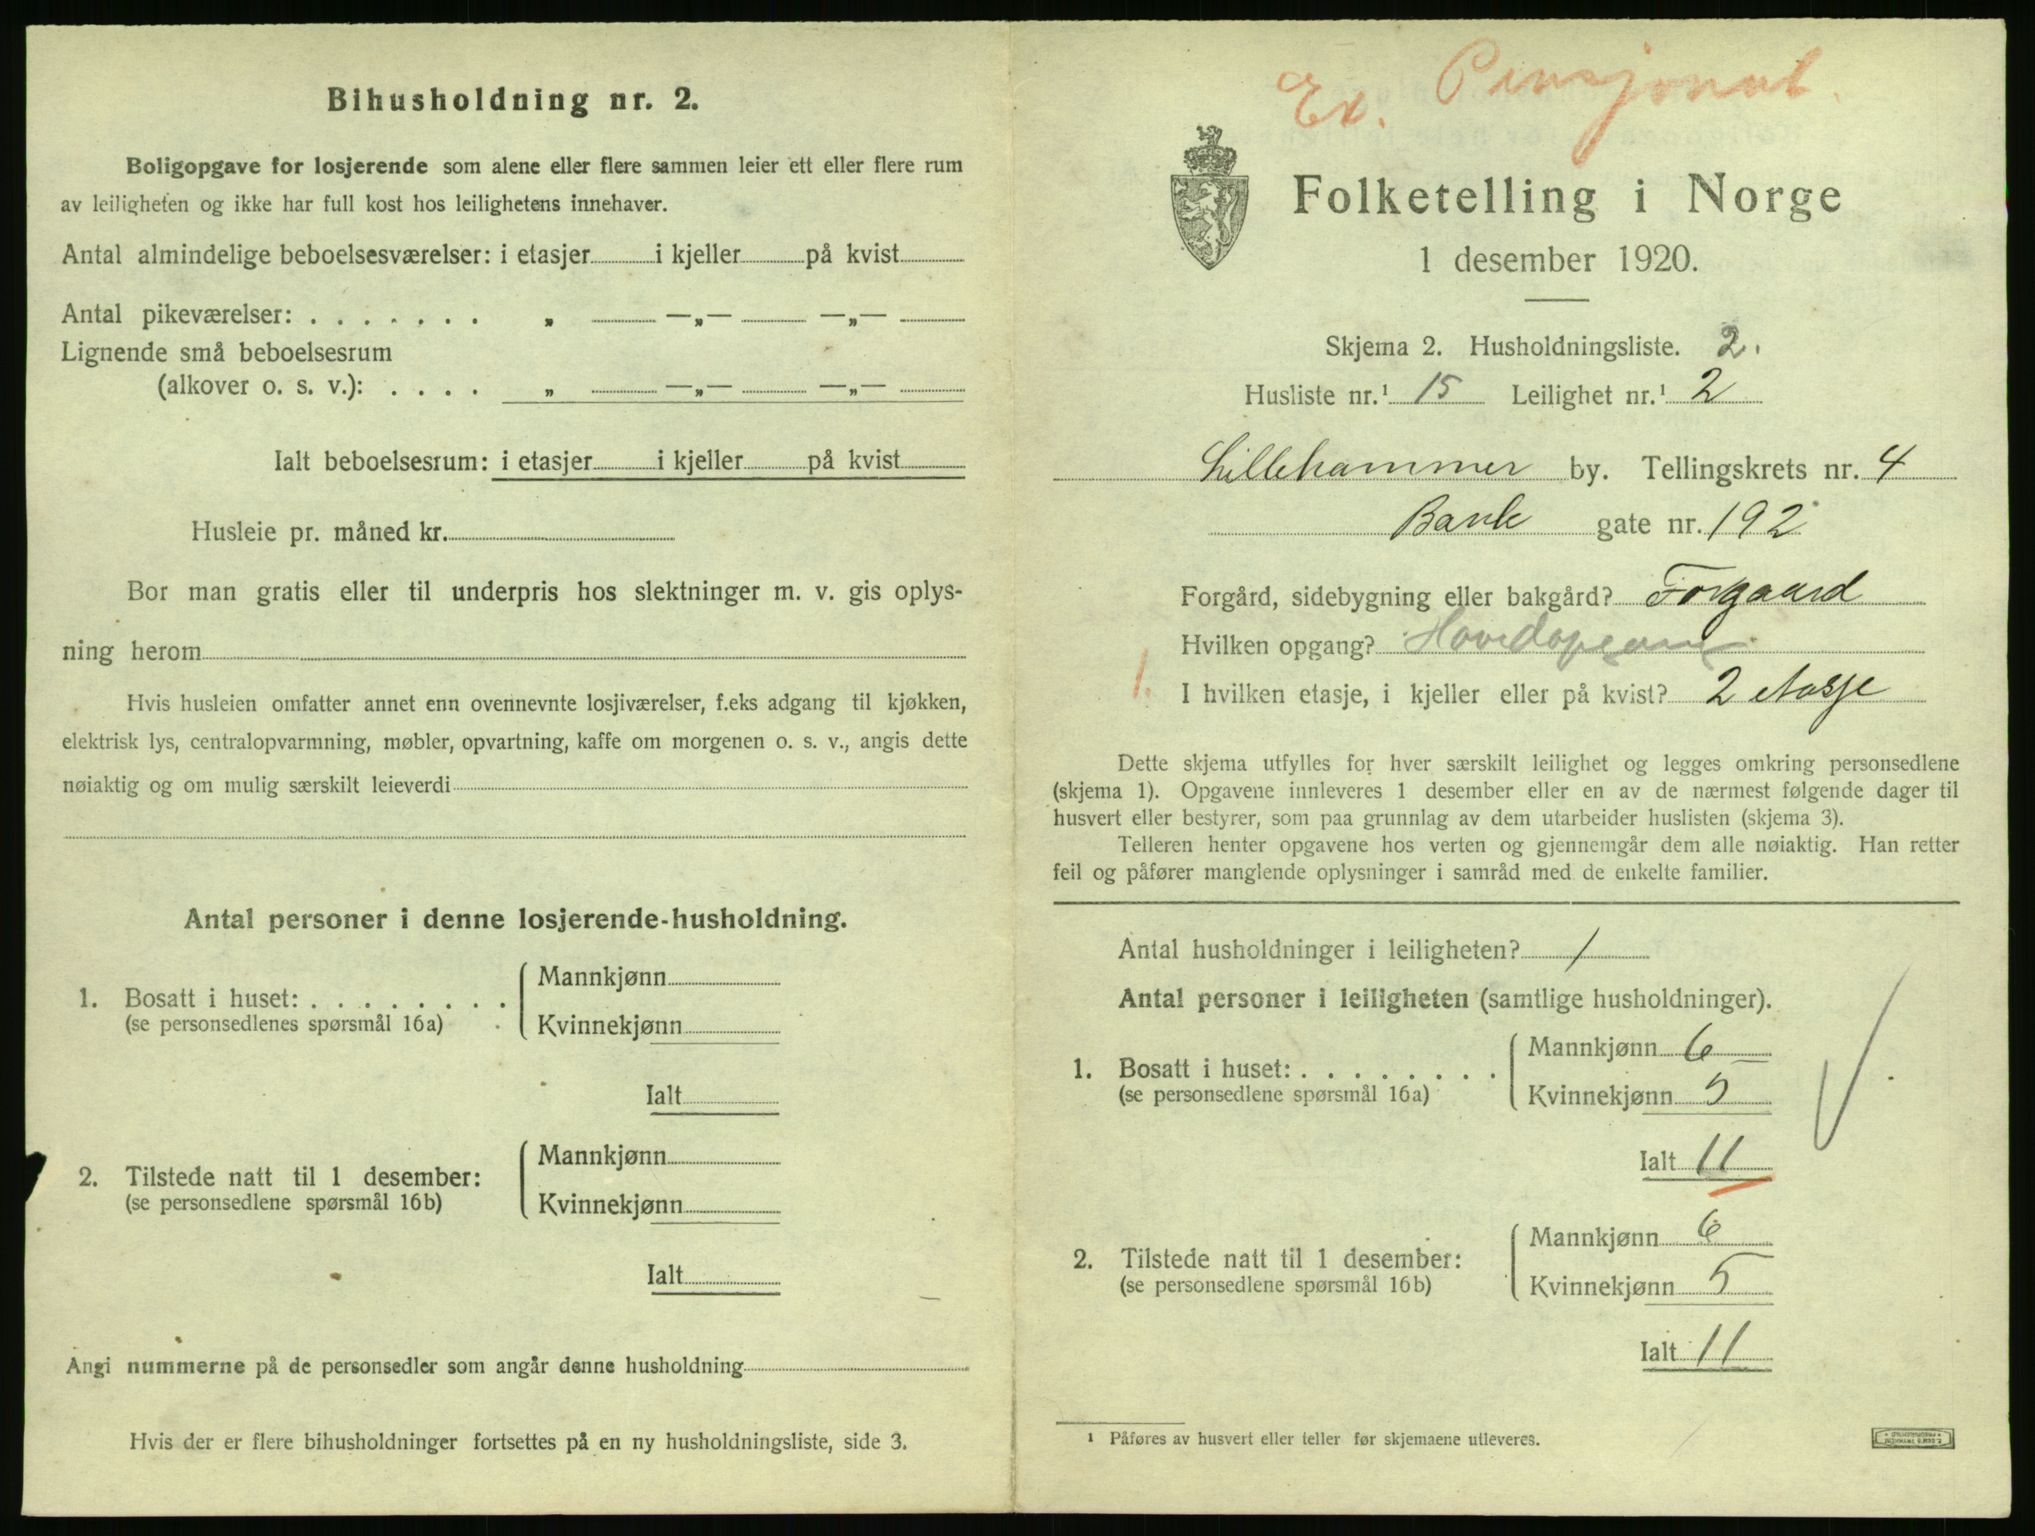 Bihusholdning nr. 2.
Boligopgave for losjerende som alene eller flere sammen leier ett eller flere rum
av leiligheten og ikke har full kost hos leilighetens innehaver.
Antal almindelige beboelsesværelser: i etasjer i kjeller på kvist
Antal pikeværelser: . . . . . . . „ —„— —„—
Lignende små beboelsesrum
(alkover o. s. v.): . . . . „ —„— —„—
Ialt beboelsesrum: i etasjer i kjeller på kvist
Husleie pr. måned kr.
Bor man gratis eller til underpris hos slektninger m. v. gis oplys-
ning herom
Hvis husleien omfatter annet enn ovennevnte losjiværelser, f.eks adgang til kjøkken,
elektrisk lys, centralopvarmning, møbler, opvartning, kaffe om morgenen o. s. v., angis dette
nøiaktig og om mulig særskilt leieverdi
Antal personer i denne losjerende-husholdning.
1. Bosatt i huset: . . . . . . . .
(se personsedlenes spørsmål 16a)
Mannkjønn
Kvinnekjønn
Ialt
2. Tilstede natt til 1 desember:
(se personsedlene spørsmål 16b)
Mannkjønn
Kvinnekjønn
Ialt
Angi nummerne på de personsedler som angår denne husholdning
Hvis der er flere bihusholdninger fortsettes på en ny husholdningsliste, side 3.
Ex. Pensjonat.
Folketelling i Norge
1 desember 1920.
Skjema 2. Husholdningsliste. 2.
Husliste nr.¹ 15 Leilighet nr.¹ 2
Lillehammer by. Tellingskrets nr. 4
Bank gate nr. 192
Forgård, sidebygning eller bakgård? Forgaard
Hvilken opgang? Hovedopgang
1. I hvilken etasje, i kjeller eller på kvist? 2 etasje
Dette skjema utfylles for hver særskilt leilighet og legges omkring personsedlene
(skjema 1). Opgavene innleveres 1 desember eller en av de nærmest følgende dager til
husvert eller bestyrer, som paa grunnlag av dem utarbeider huslisten (skjema 3).
Telleren henter opgavene hos verten og gjennemgår dem alle nøiaktig. Han retter
feil og påfører manglende oplysninger i samråd med de enkelte familier.
Antal husholdninger i leiligheten? 1
Antal personer i leiligheten (samtlige husholdninger).
1. Bosatt i huset: . . . . . . . .
(se personsedlene spørsmål 16a)
Mannkjønn 6
Kvinnekjønn 5
Ialt 11
2. Tilstede natt til 1 desember:
(se personsedlene spørsmål 16b)
Mannkjønn 6
Kvinnekjønn 5
Ialt 11
¹ Påføres av husvert eller teller før skjemaene utleveres.